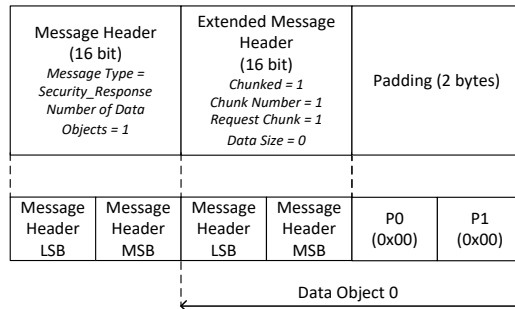 Message Header
(16 bit)
Message Type =
Security_Response
Number of Data
Objects = 1
Extended Message
Header
(16 bit)
Chunked = 1
Chunk Number = 1
Request Chunk = 1
Data Size = 0
Padding (2 bytes)
Message
Header
LSB
Message
Header
MSB
Message
Header
LSB
Message
Header
MSB
P0
(0x00)
P1
(0x00)
Data Object 0